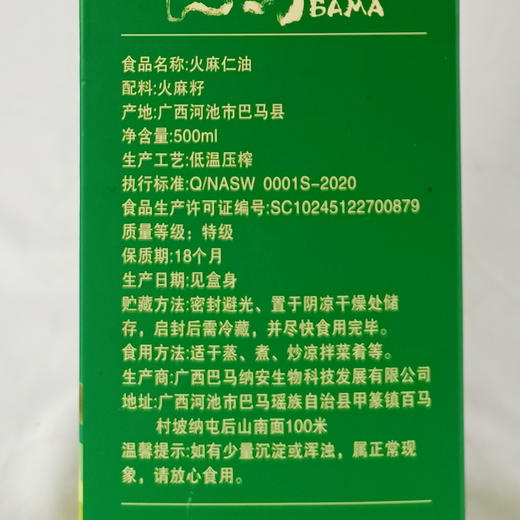 巴马
BAMA
食品名称:火麻仁油
配料:火麻籽
产地:广西河池市巴马县
净含量:500ml
生产工艺:低温压榨
执行标准:Q/NASW 0001S-2020
食品生产许可证编号:SC10245122700879
质量等级：特级
保质期:18个月
生产日期:见盒身
贮藏方法:密封避光、置于阴凉干燥处储
存，启封后需冷藏，并尽快食用完毕。
食用方法:适于蒸、煮、炒凉拌菜肴等。
生产商:广西巴马纳安生物科技发展有限公司
地址:广西河池市巴马瑶族自治县甲篆镇百马
村坡纳屯后山南面100米
温馨提示:如有少量沉淀或浑浊，属正常现
象，请放心食用。